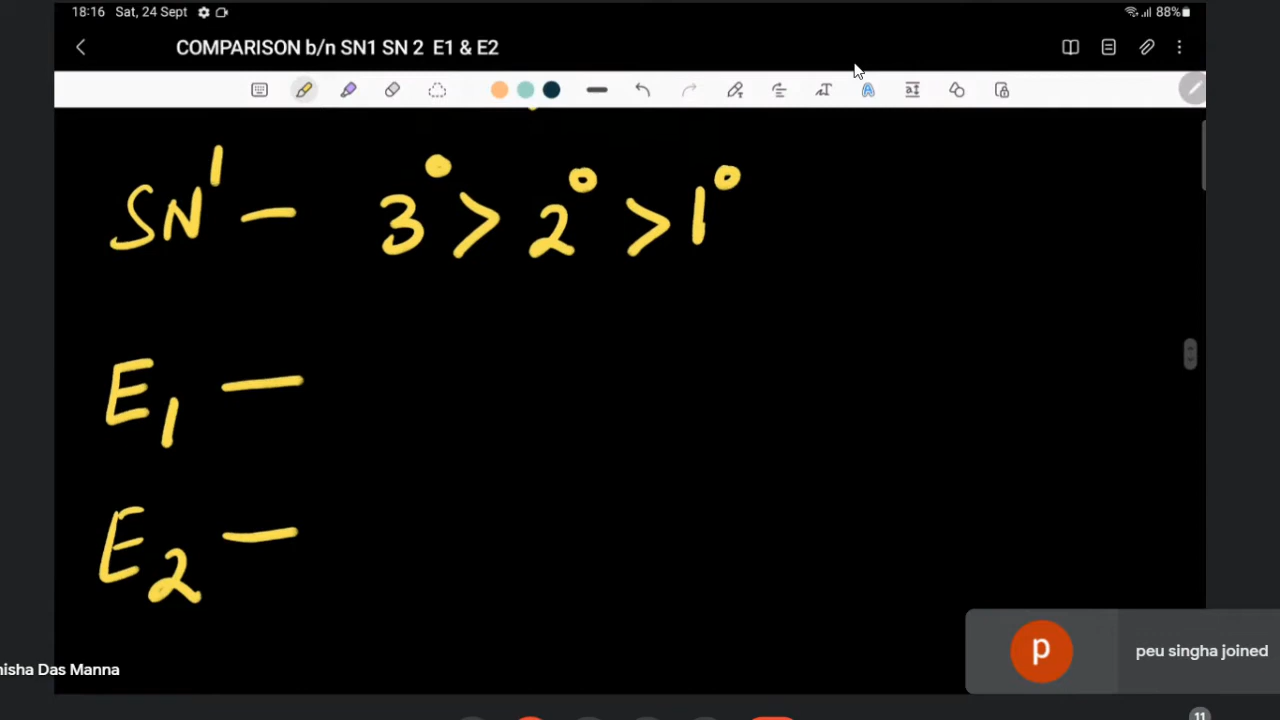 18:16 Sat, 24 Sept 88%
COMPARISON b/n SN1 SN 2 E1 & E2
SN¹ — 3° > 2° > 1°
E₁ —
E₂ —
peu singha joined
Das Manna
11